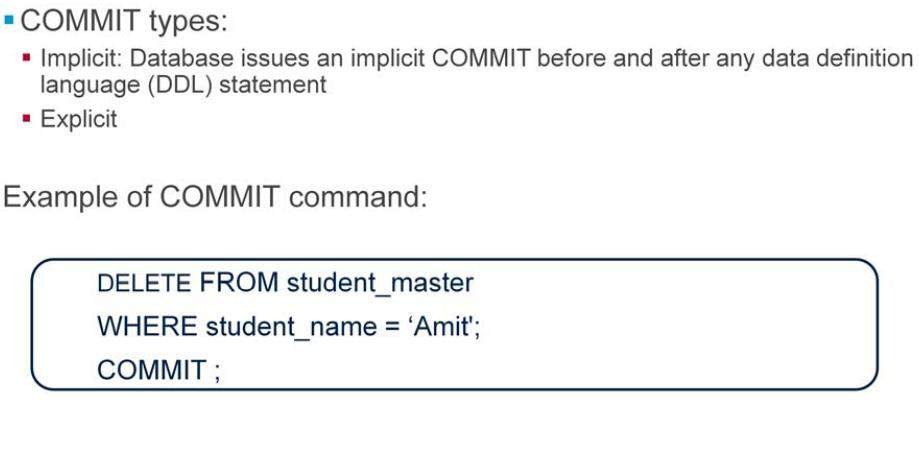 COMMIT types:
Implicit: Database issues an implicit COMMIT before and after any data definition
language (DDL) statement
Explicit
Example of COMMIT command:
DELETE FROM student_master
WHERE student_name = ‘Amit';
COMMIT ;